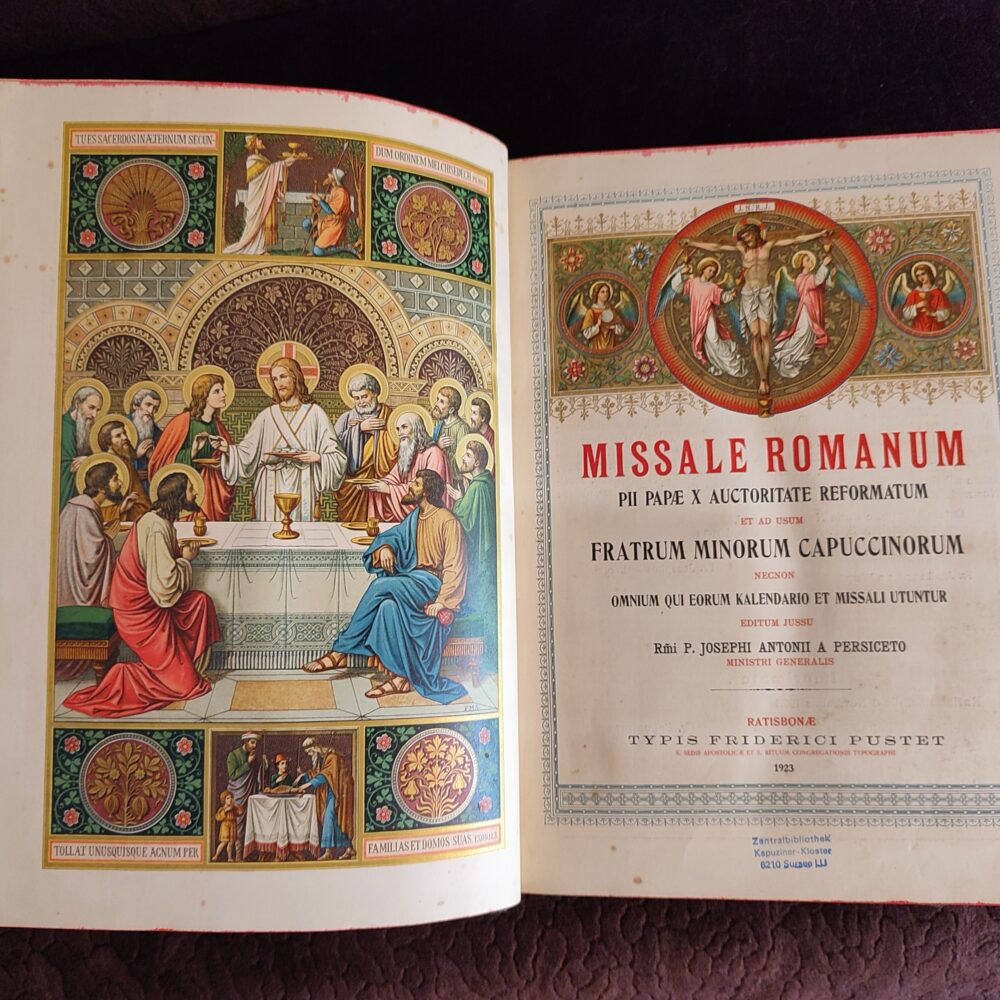 TU ES SACERDOS IN ÆTERNUM SECUN-
DUM ORDINEM MELCHISEDECH.
TOLLAT UNUSQUISQUE AGNUM PER
FAMILIAS ET DOMOS SUAS. EXOD 12.3
F.M.S.
J.N.R.J.
MISSALE ROMANUM
PII PAPÆ X AUCTORITATE REFORMATUM
ET AD USUM
FRATRUM MINORUM CAPUCCINORUM
NECNON
OMNIUM QUI EORUM KALENDARIO ET MISSALI UTUNTUR
EDITUM JUSSU
Rm̃i P. JOSEPHI ANTONII A PERSICETO
MINISTRI GENERALIS
RATISBONÆ
TYPIS FRIDERICI PUSTET
S. SEDIS APOSTOLICÆ ET S. RITUUM CONGREGATIONIS TYPOGRAPHI
1923
Zentralbibliothek
Kapuziner-Kloster
6210 Sursee LU